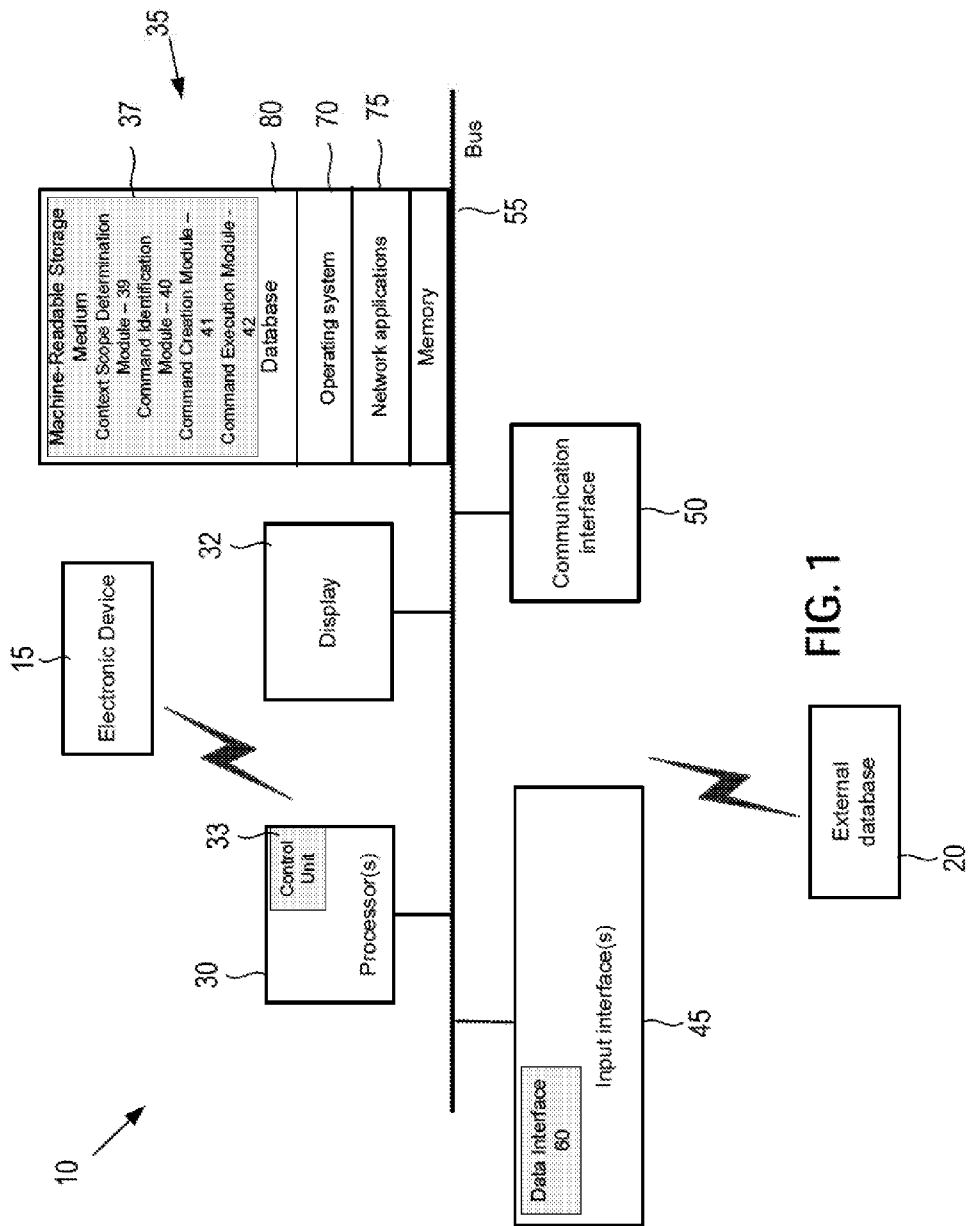 10
15
Electronic Device
30
33
Control
Unit
Processor(s)
32
Display
35
37
Machine-Readable Storage
Medium
Context Scope Determination
Module – 39
Command Identification
Module – 40
Command Creation Module –
41
Command Execution Module -
42
Database
80
Operating system
70
Network applications
75
Memory
Bus
55
Data Interface
60
Input interface(s)
45
Communication
interface
50
External
database
20
FIG. 1